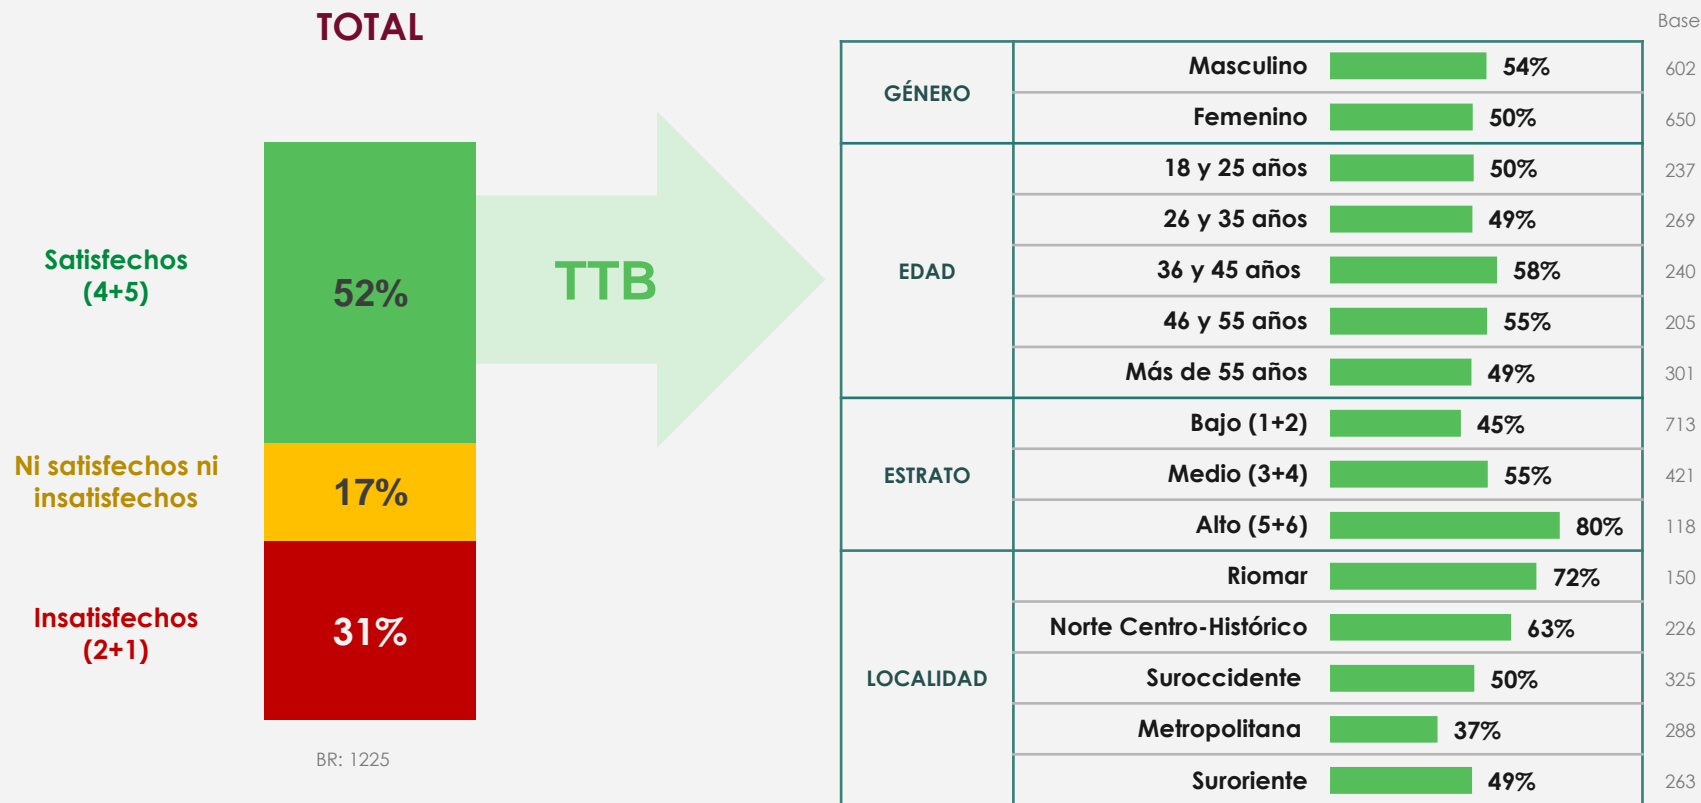 TOTAL
Base
Satisfechos
(4+5)
52%
Ni satisfechos ni
insatisfechos
17%
Insatisfechos
(2+1)
31%
BR: 1225
TTB
GÉNERO
Masculino 54% 602
Femenino 50% 650
EDAD
18 y 25 años 50% 237
26 y 35 años 49% 269
36 y 45 años 58% 240
46 y 55 años 55% 205
Más de 55 años 49% 301
ESTRATO
Bajo (1+2) 45% 713
Medio (3+4) 55% 421
Alto (5+6) 80% 118
LOCALIDAD
Riomar 72% 150
Norte Centro-Histórico 63% 226
Suroccidente 50% 325
Metropolitana 37% 288
Suroriente 49% 263